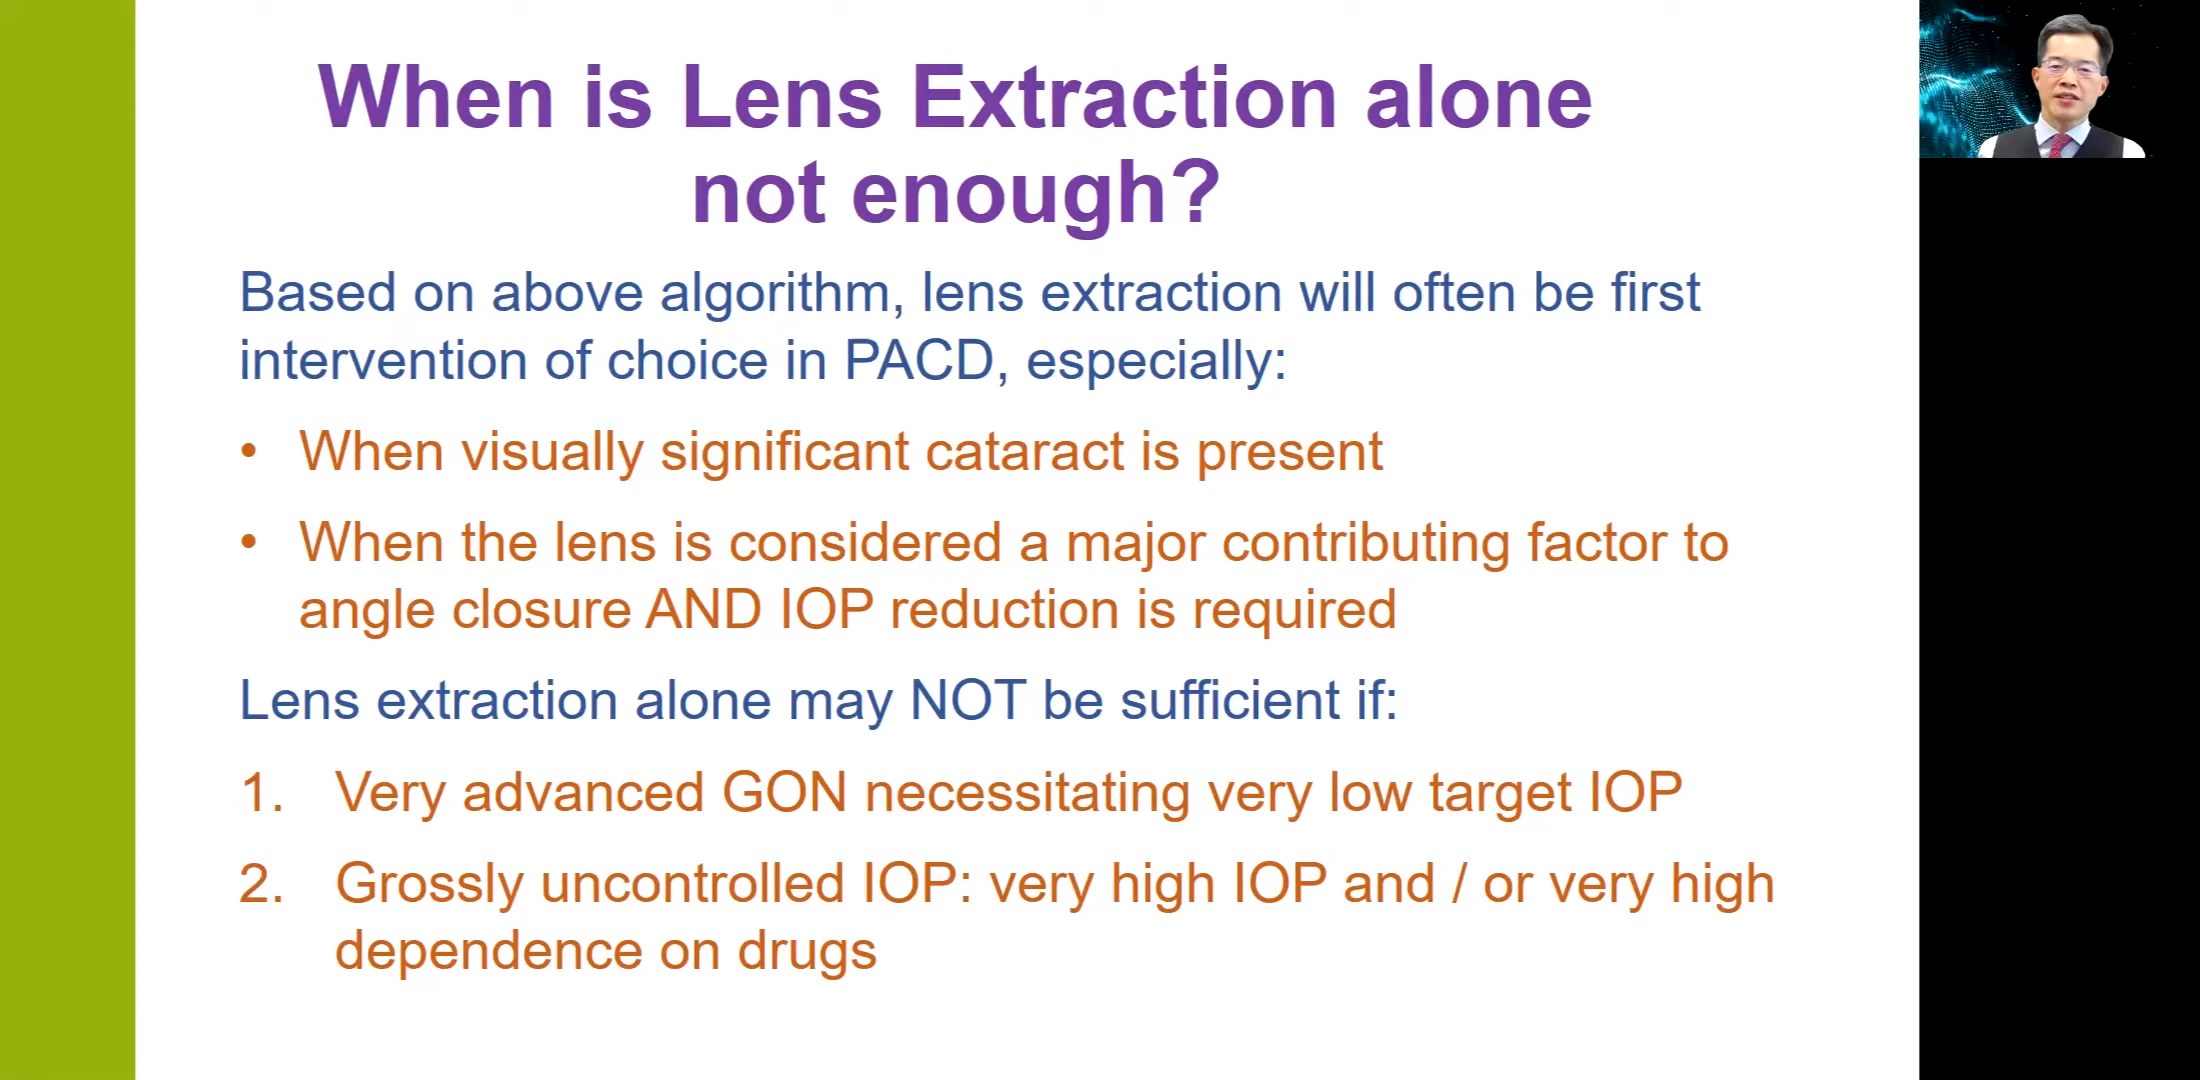 When is Lens Extraction alone
not enough?
Based on above algorithm, lens extraction will often be first
intervention of choice in PACD, especially:
• When visually significant cataract is present
• When the lens is considered a major contributing factor to
angle closure AND IOP reduction is required
Lens extraction alone may NOT be sufficient if:
1. Very advanced GON necessitating very low target IOP
2. Grossly uncontrolled IOP: very high IOP and / or very high
dependence on drugs